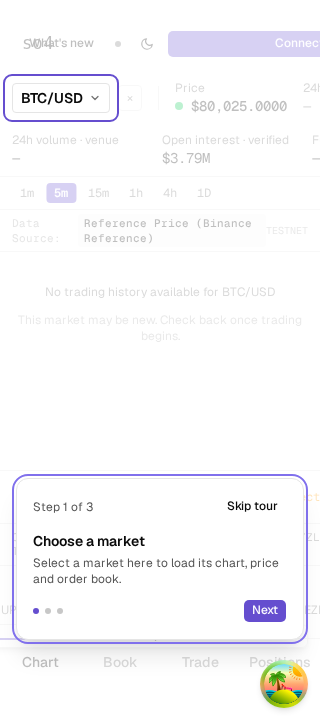 so4
What's new
Connec
BTC/USD
×
Price
24h
$80,025.0000
—
24h volume · venue
Open interest · verified
F
—
$3.79M
—
1m 5m 15m 1h 4h 1D
Data Source:
Reference Price (Binance Reference)
TESTNET
No trading history available for BTC/USD
This market may be new. Check back once trading
begins.
Step 1 of 3
Skip tour
Choose a market
Select a market here to load its chart, price
and order book.
Next
Chart Book Trade Positions